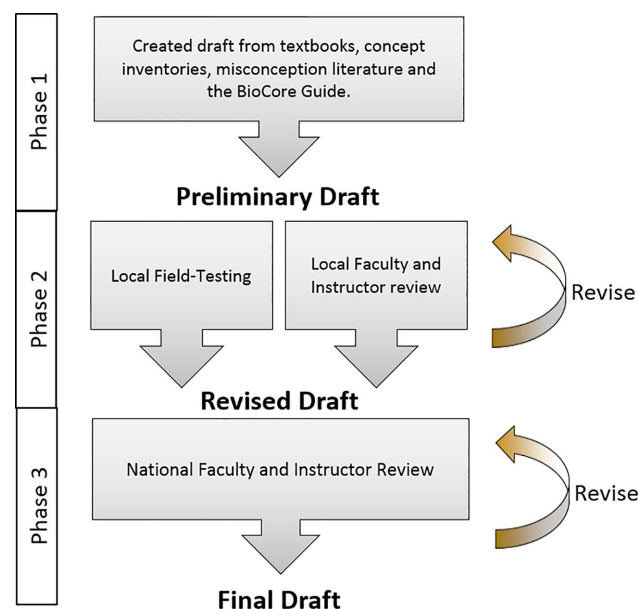 Phase 1
Created draft from textbooks, concept
inventories, misconception literature and
the BioCore Guide.
Preliminary Draft
Phase 2
Local Field-Testing
Local Faculty and
Instructor review
Revise
Revised Draft
Phase 3
National Faculty and Instructor Review
Revise
Final Draft